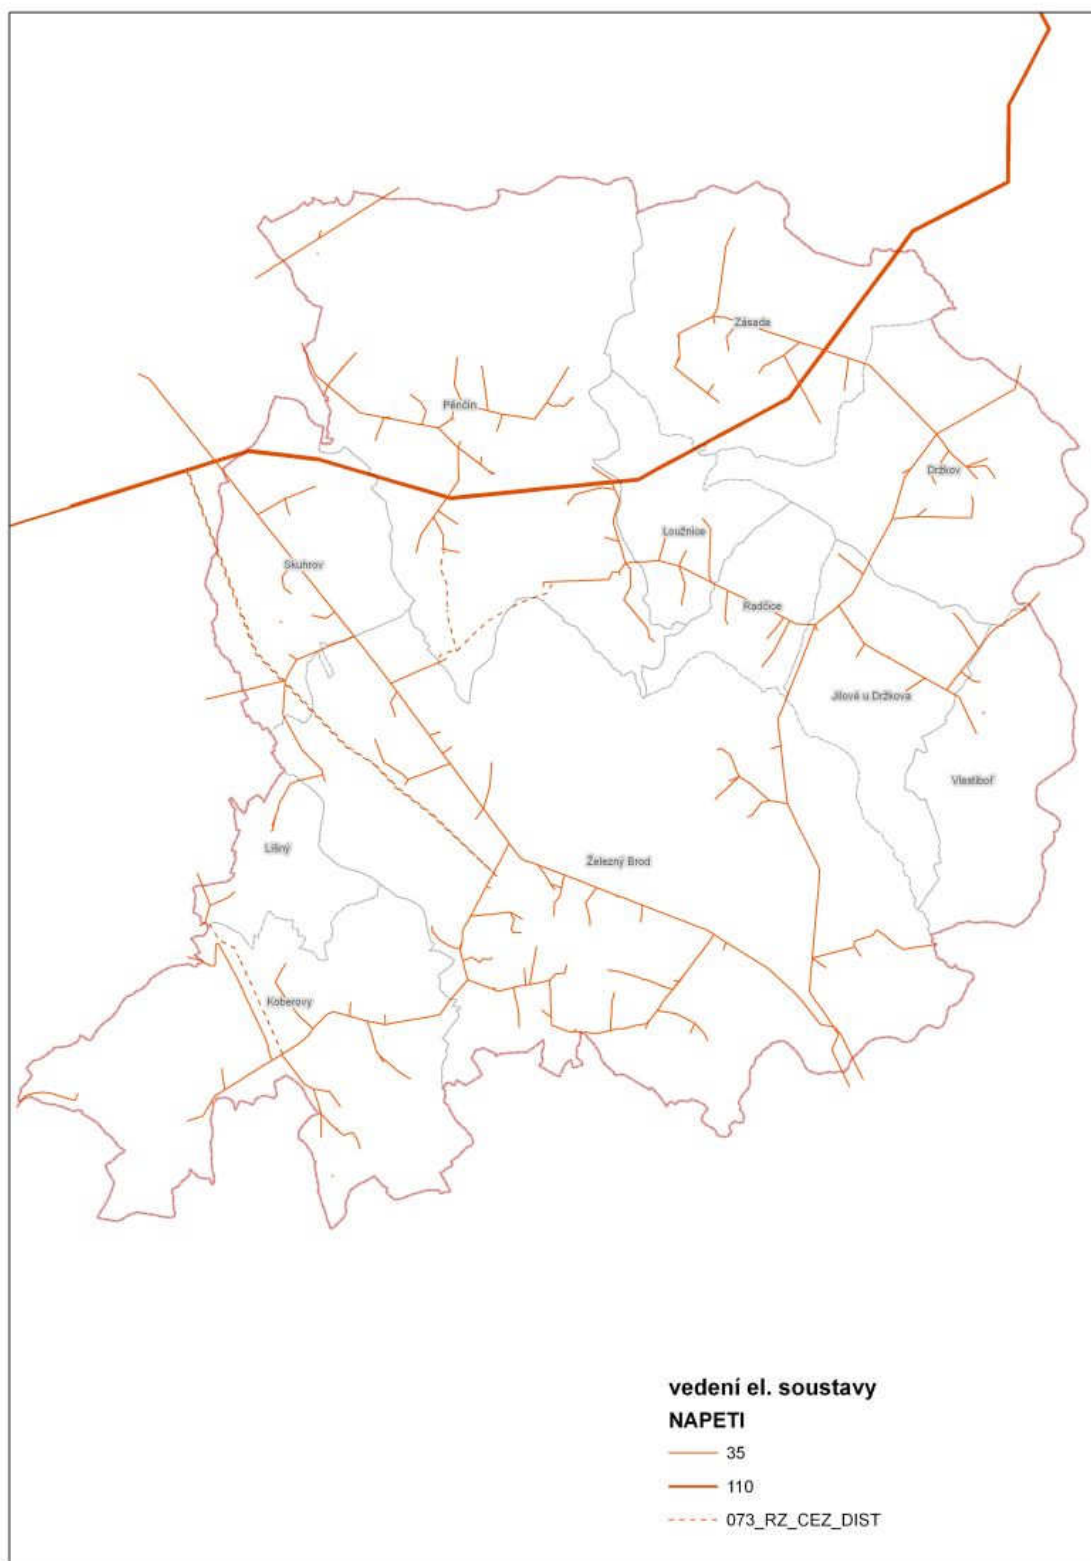 Zásada
Pěnčín
Držkov
Loužnice
Skuhrov
Radčice
Jílové u Držkova
Vlastiboř
Líšný
Železný Brod
Koberovy
vedení el. soustavy
NAPETI
35
110
073_RZ_CEZ_DIST